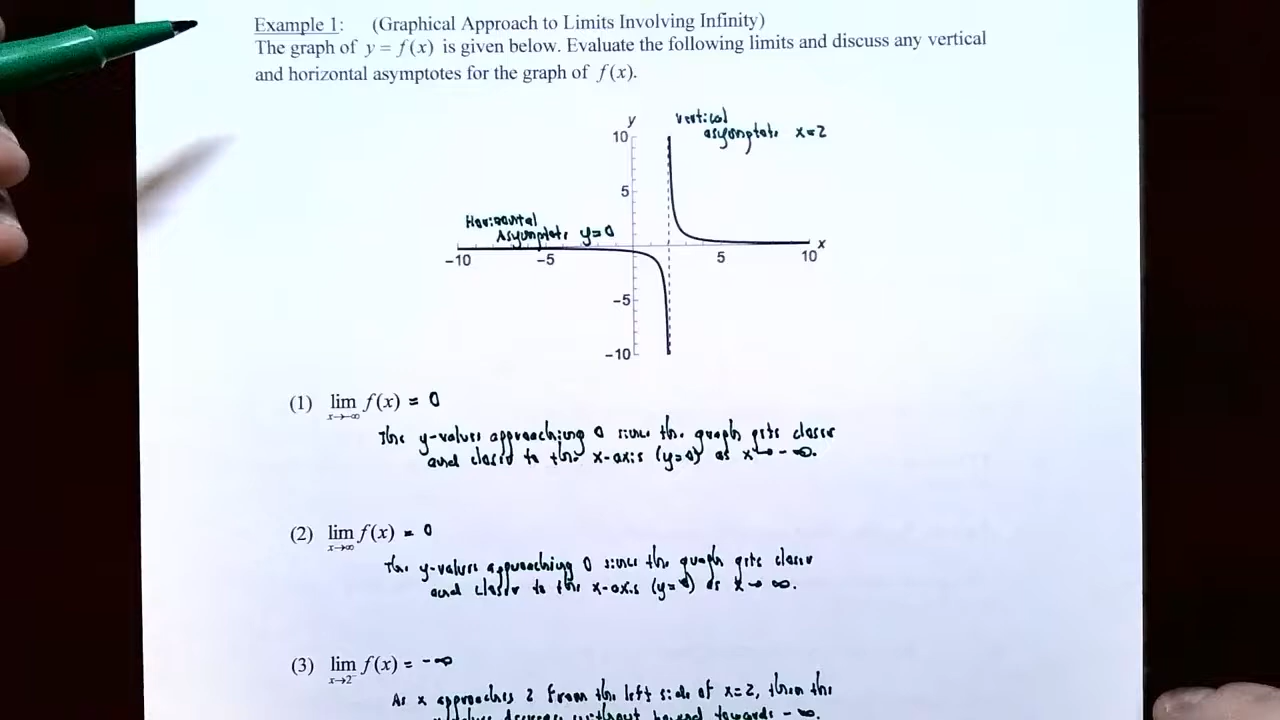 Example 1: (Graphical Approach to Limits Involving Infinity)
The graph of y = f(x) is given below. Evaluate the following limits and discuss any vertical
and horizontal asymptotes for the graph of f(x).
y
vertical
asymptote x=2
10
5
Horizontal
Asymptote y=0
-10
-5
5
10
x
-5
-10
(1) lim f(x) = 0
x→-∞
The y-values approaching 0 since the graph gets closer
and closer to the x-axis (y=0) as x→-∞.
(2) lim f(x) = 0
x→∞
The y-values approaching 0 since the graph gets closer
and closer to the x-axis (y=0) as x→∞.
(3) lim f(x) = -∞
x→2⁻
As x approaches 2 from the left side of x=2, then the
decrease without bound towards -∞.